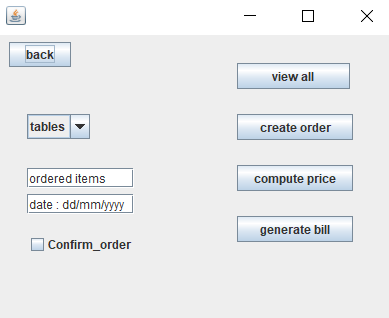 back
view all
tables
create order
ordered items
compute price
date : dd/mm/yyyy
generate bill
Confirm_order